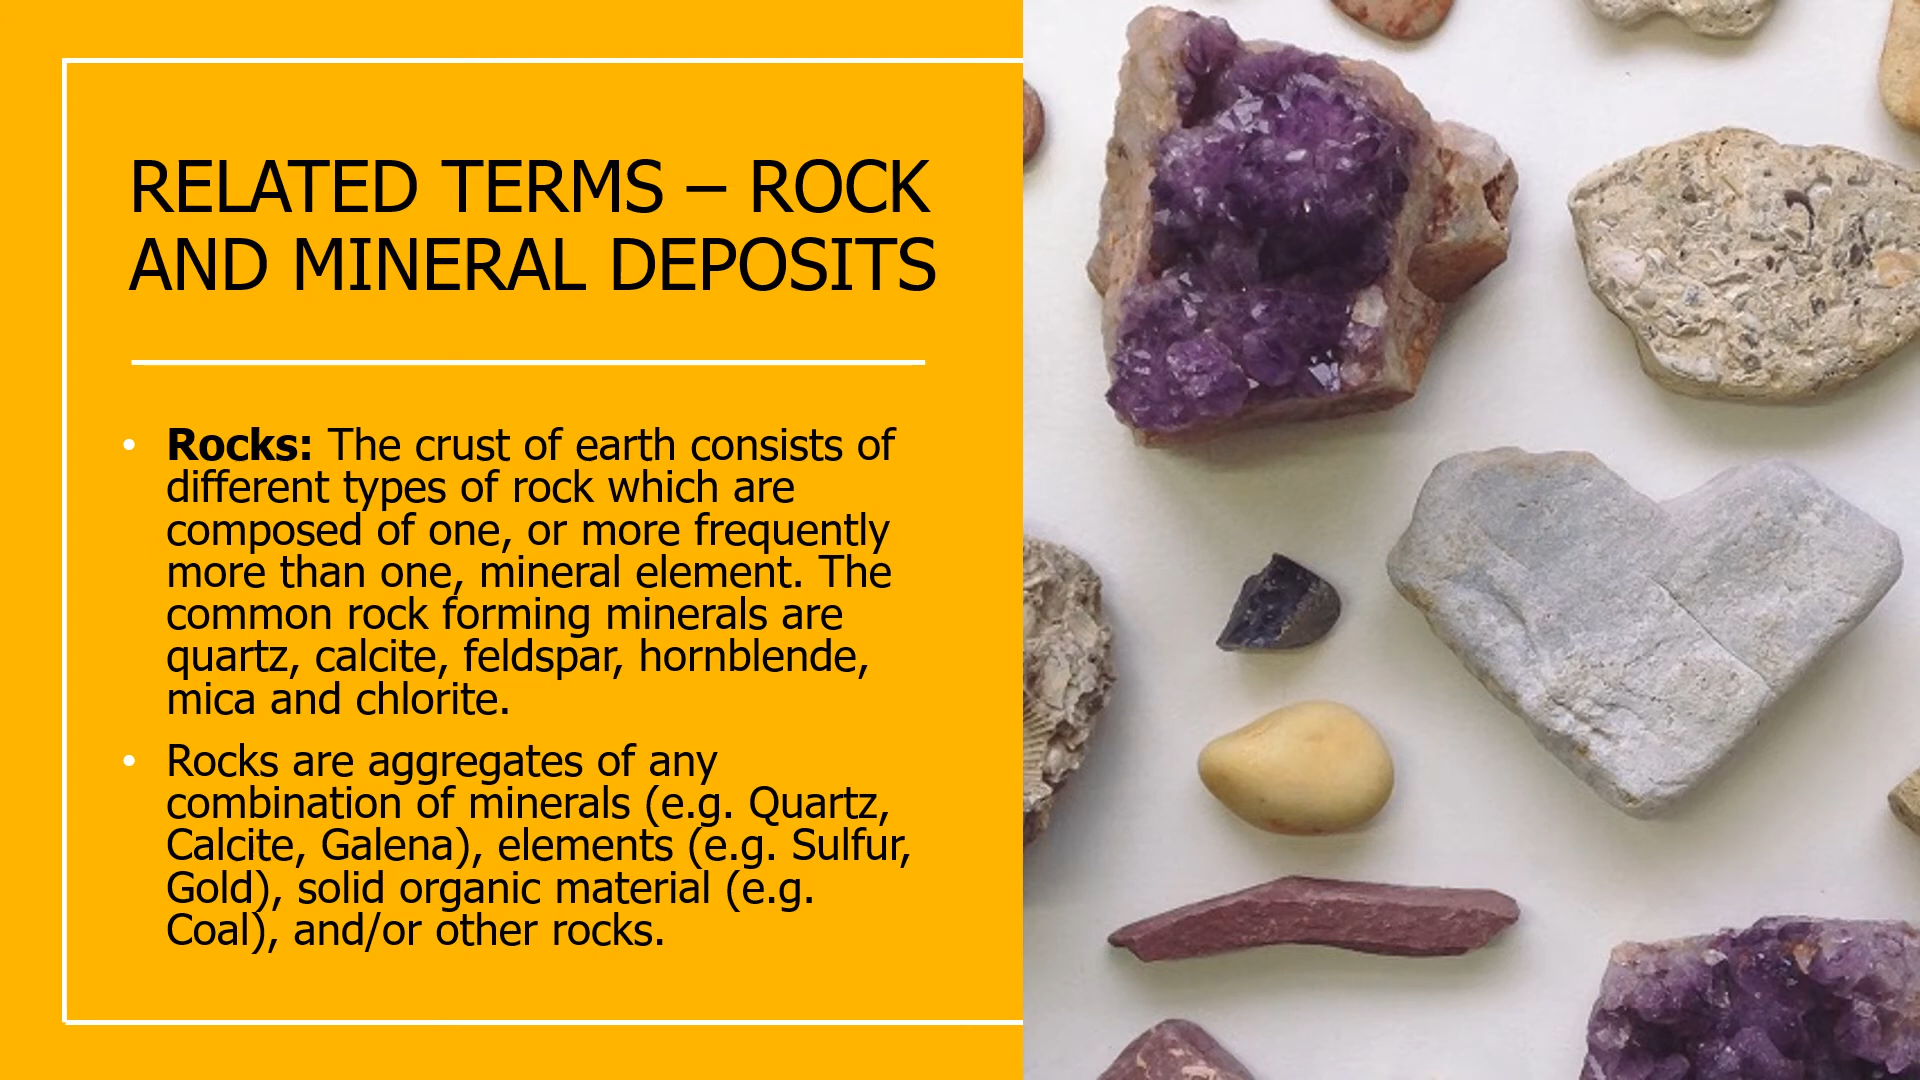 RELATED TERMS – ROCK
AND MINERAL DEPOSITS
• Rocks: The crust of earth consists of
different types of rock which are
composed of one, or more frequently
more than one, mineral element. The
common rock forming minerals are
quartz, calcite, feldspar, hornblende,
mica and chlorite.
• Rocks are aggregates of any
combination of minerals (e.g. Quartz,
Calcite, Galena), elements (e.g. Sulfur,
Gold), solid organic material (e.g.
Coal), and/or other rocks.